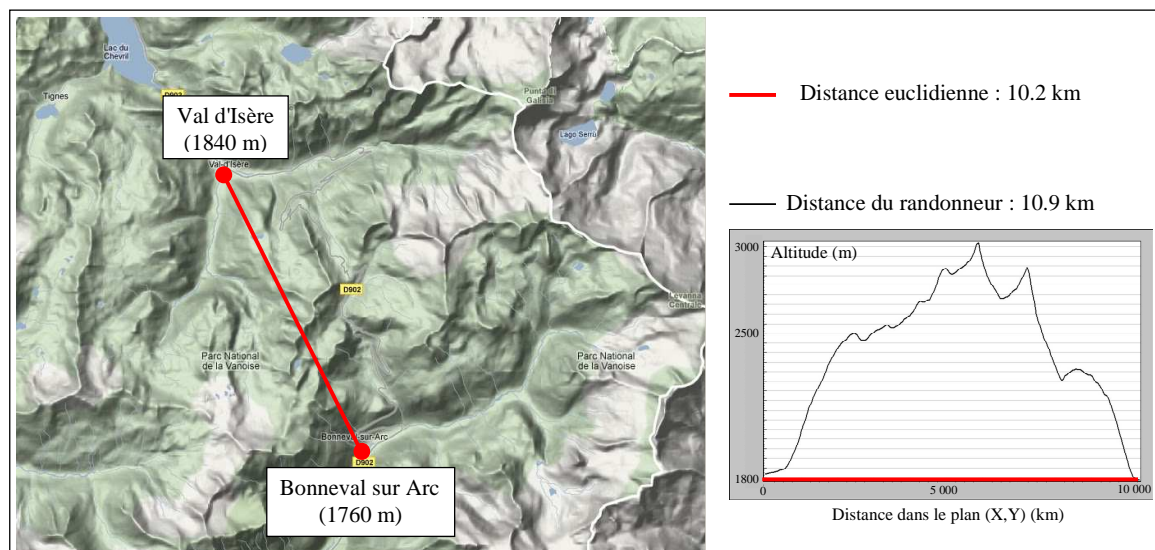 Lac du
Chevril
Tignes
D902
Val d'Isère
(1840 m)
Val-d'Isère
Punta di
Galisia
Lago Serrù
D902
Levanna
Centrale
Parc National
de la Vanoise
Parc National
de la Vanoise
Bonneval-sur-Arc
D902
Bonneval sur Arc
(1760 m)
Distance euclidienne : 10.2 km
Distance du randonneur : 10.9 km
3000
Altitude (m)
2500
1800
0
5 000
10 000
Distance dans le plan (X,Y) (km)